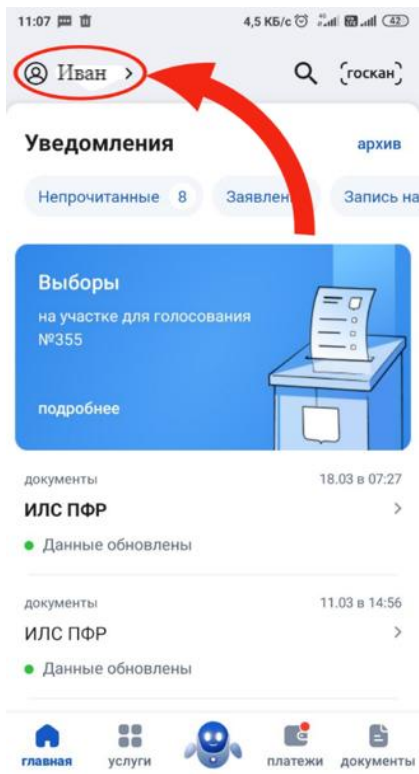 11:07 4,5 КБ/с 4G 42
Иван >
госкан
Уведомления архив
Непрочитанные 8 Запись на
Выборы
на участке для голосования
№355
подробнее
документы 18.03 в 07:27
ИЛС ПФР >
Данные обновлены
документы 11.03 в 14:56
ИЛС ПФР >
Данные обновлены
главная услуги платежи документы